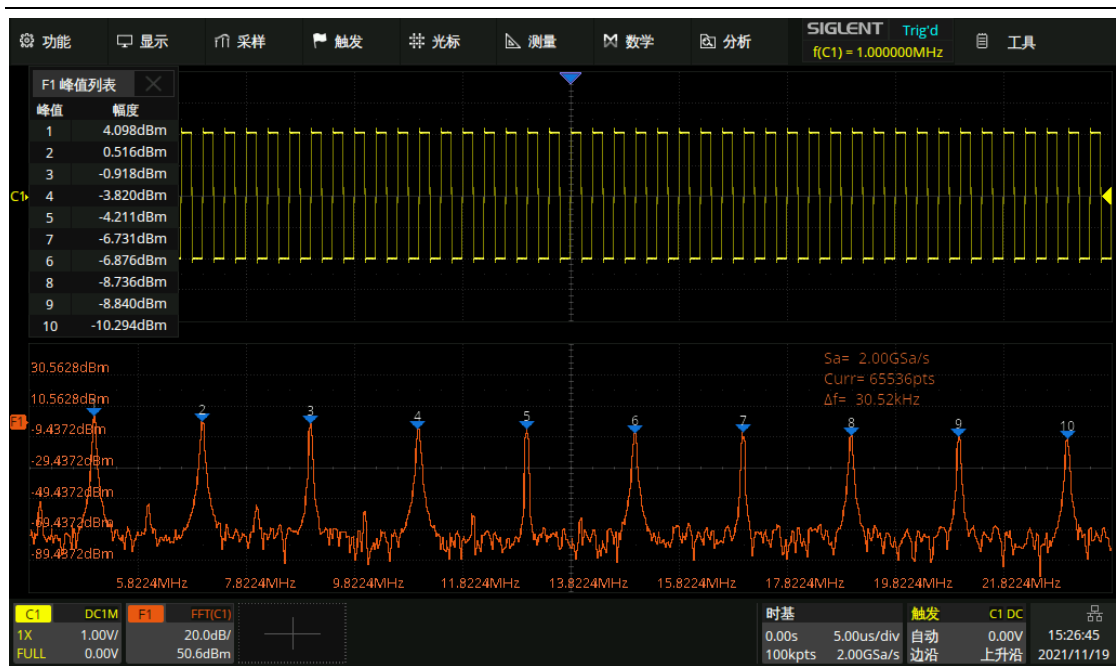 功能 显示 采样 触发 光标 测量 数学 分析 SIGLENT Trig'd 工具
f(C1) = 1.000000MHz
F1 峰值列表
峰值 幅度
1 4.098dBm
2 0.516dBm
3 -0.918dBm
4 -3.820dBm
5 -4.211dBm
7 -6.731dBm
6 -6.876dBm
8 -8.736dBm
9 -8.840dBm
10 -10.294dBm
C1
Sa= 2.00GSa/s
Curr= 65536pts
Δf= 30.52kHz
30.5628dBm
10.5628dBm
1 2 3 4 5 6 7 8 9 10
F1
-9.4372dBm
-29.4372dBm
-49.4372dBm
-69.4372dBm
-89.4372dBm
5.8224MHz 7.8224MHz 9.8224MHz 11.8224MHz 13.8224MHz 15.8224MHz 17.8224MHz 19.8224MHz 21.8224MHz
C1 DC1M
1X 1.00V/
FULL 0.00V
F1 FFT(C1)
20.0dB/
50.6dBm
时基
0.00s 5.00us/div
100kpts 2.00GSa/s
触发 C1 DC
自动 0.00V
边沿 上升沿
15:26:45
2021/11/19